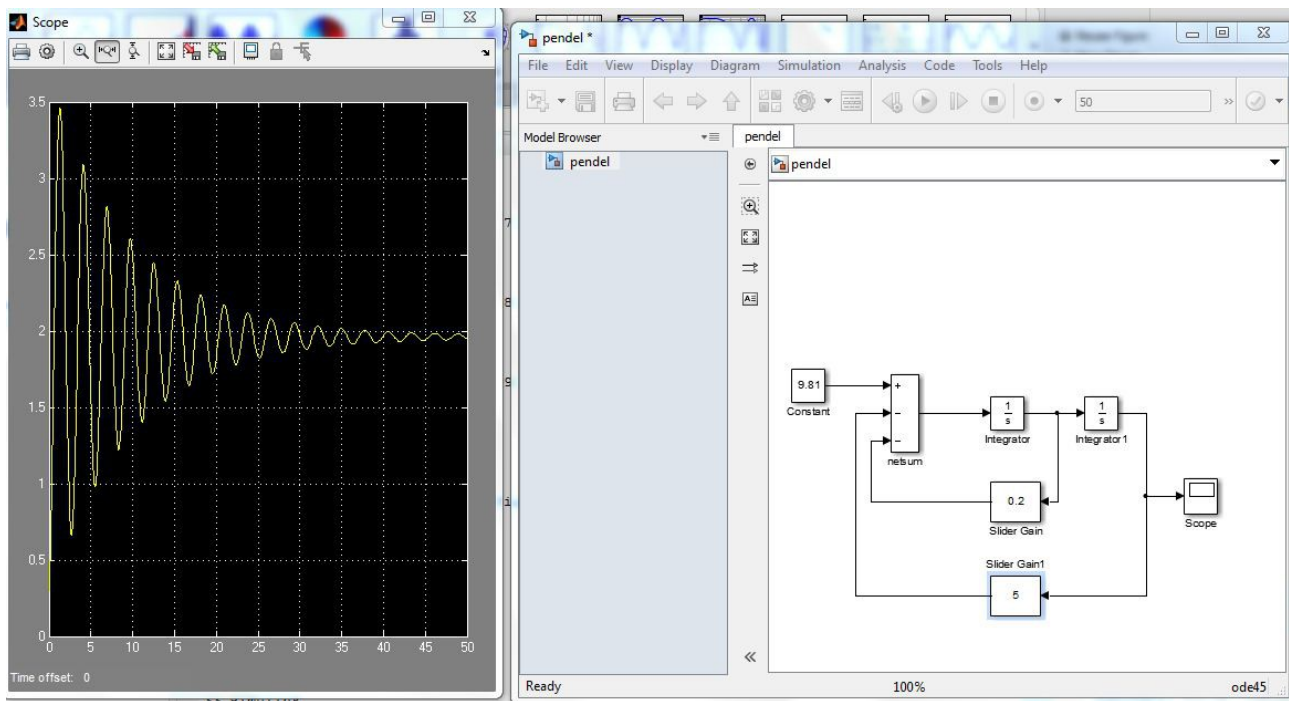 Scope
3.5
3
2.5
2
1.5
1
0.5
0
0 5 10 15 20 25 30 35 40 45 50
Time offset: 0
7
8
9
i
pendel *
File Edit View Display Diagram Simulation Analysis Code Tools Help
50
Model Browser
pendel
pendel
pendel
9.81
Constant
+
−
−
netsum
1
s
Integrator
1
s
Integrator1
0.2
Slider Gain
Scope
Slider Gain1
5
Ready
100%
ode45